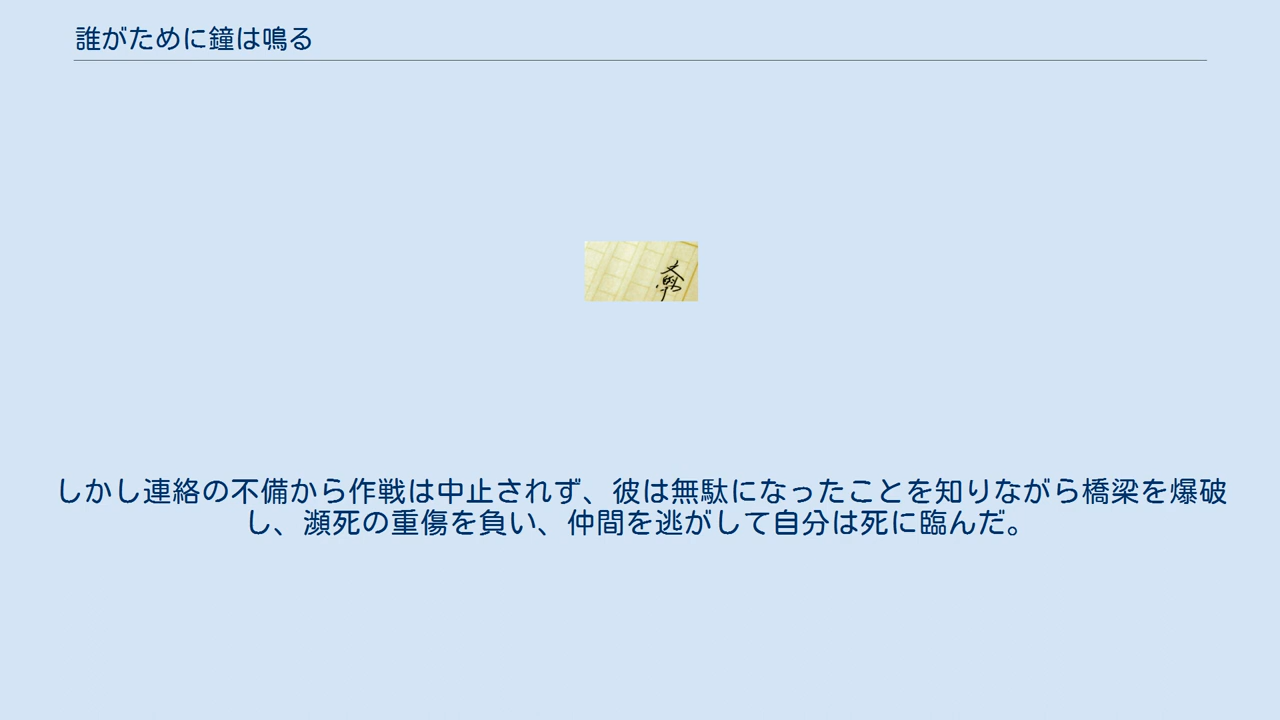 誰がために鐘は鳴る
しかし連絡の不備から作戦は中止されず、彼は無駄になったことを知りながら橋梁を爆破
し、瀕死の重傷を負い、仲間を逃がして自分は死に臨んだ。